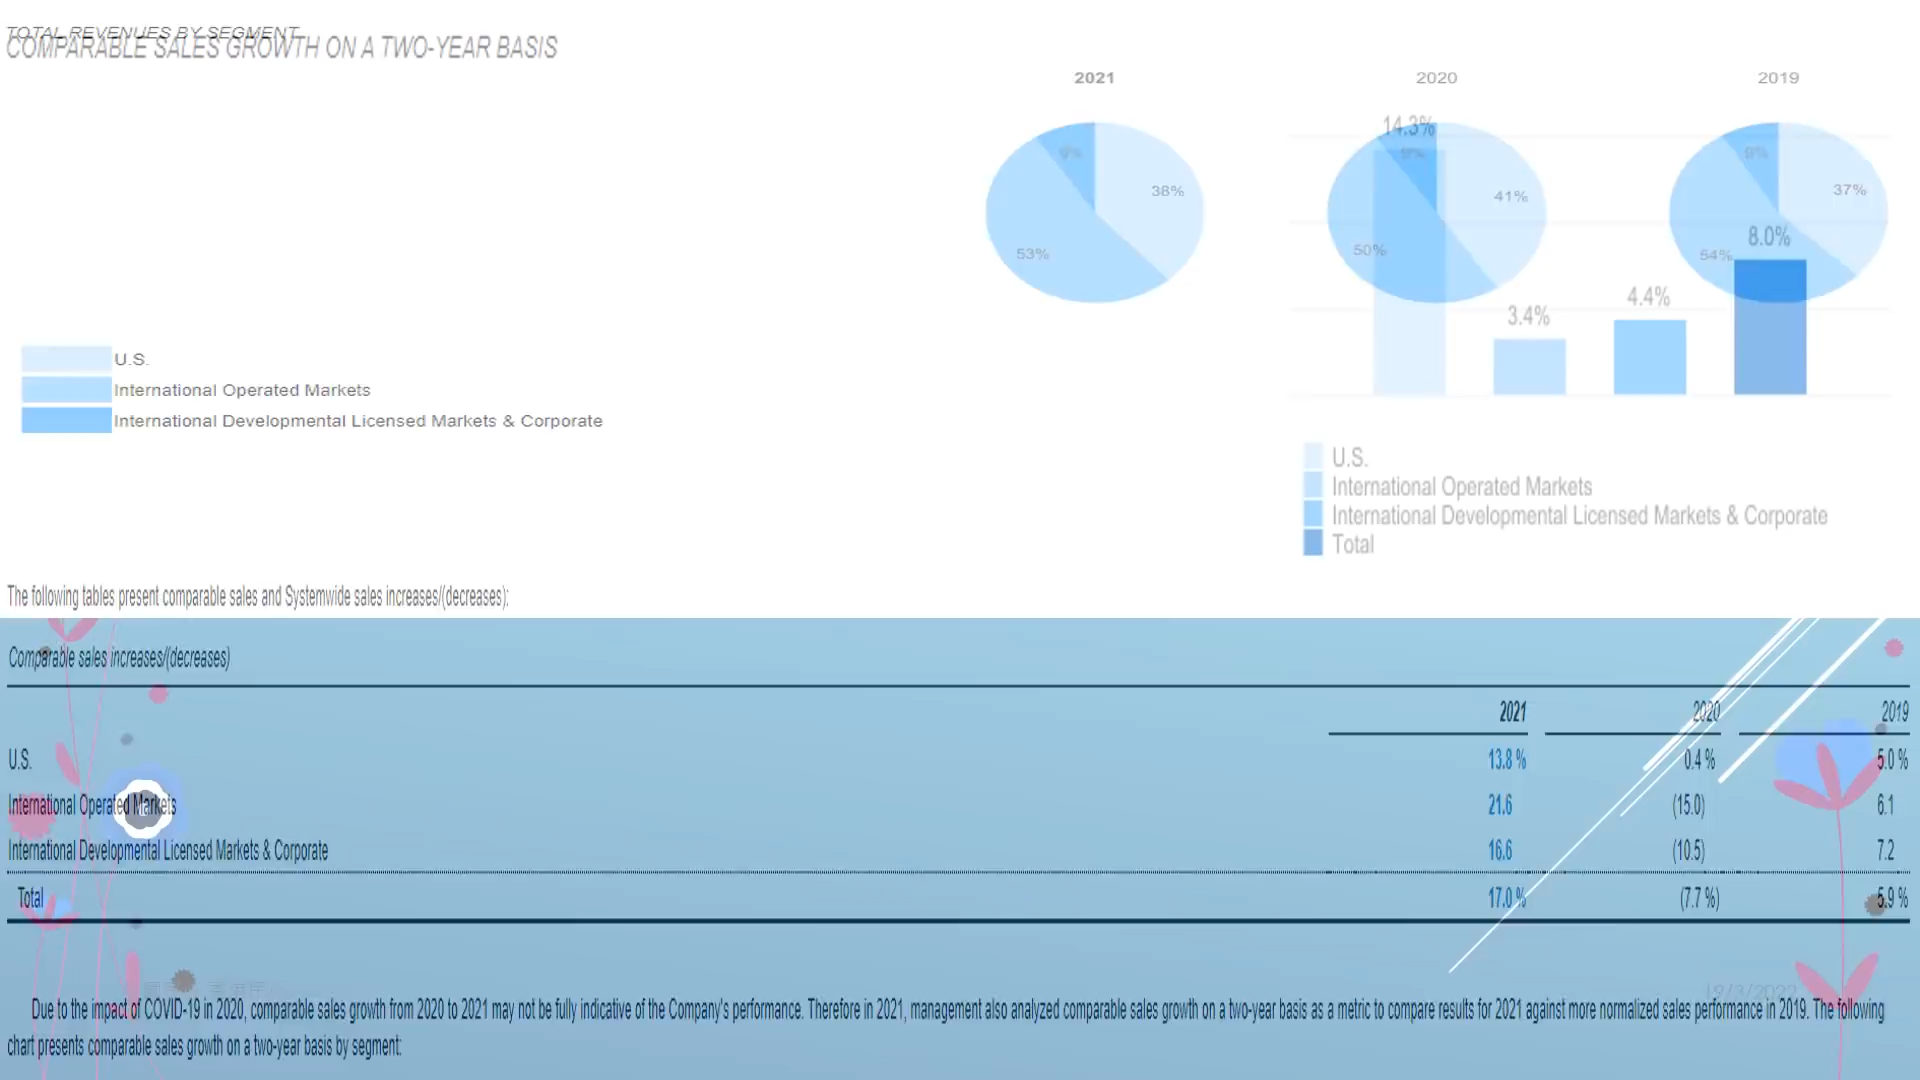 TOTAL REVENUES BY SEGMENT
COMPARABLE SALES GROWTH ON A TWO-YEAR BASIS
2021 2020 2019
14.3%
9% 9% 9%
38% 41% 37%
53% 50% 54%
8.0%
3.4% 4.4%
U.S.
International Operated Markets
International Developmental Licensed Markets & Corporate
U.S.
International Operated Markets
International Developmental Licensed Markets & Corporate
Total
The following tables present comparable sales and Systemwide sales increases/(decreases):
Comparable sales increases/(decreases)
2021 2020 2019
U.S. 13.8 % 0.4 % 5.0 %
International Operated Markets 21.6 (15.0) 6.1
International Developmental Licensed Markets & Corporate 16.6 (10.5) 7.2
Total 17.0 % (7.7 %) 5.9 %
19/3/2022
Due to the impact of COVID-19 in 2020, comparable sales growth from 2020 to 2021 may not be fully indicative of the Company's performance. Therefore in 2021, management also analyzed comparable sales growth on a two-year basis as a metric to compare results for 2021 against more normalized sales performance in 2019. The following
chart presents comparable sales growth on a two-year basis by segment: